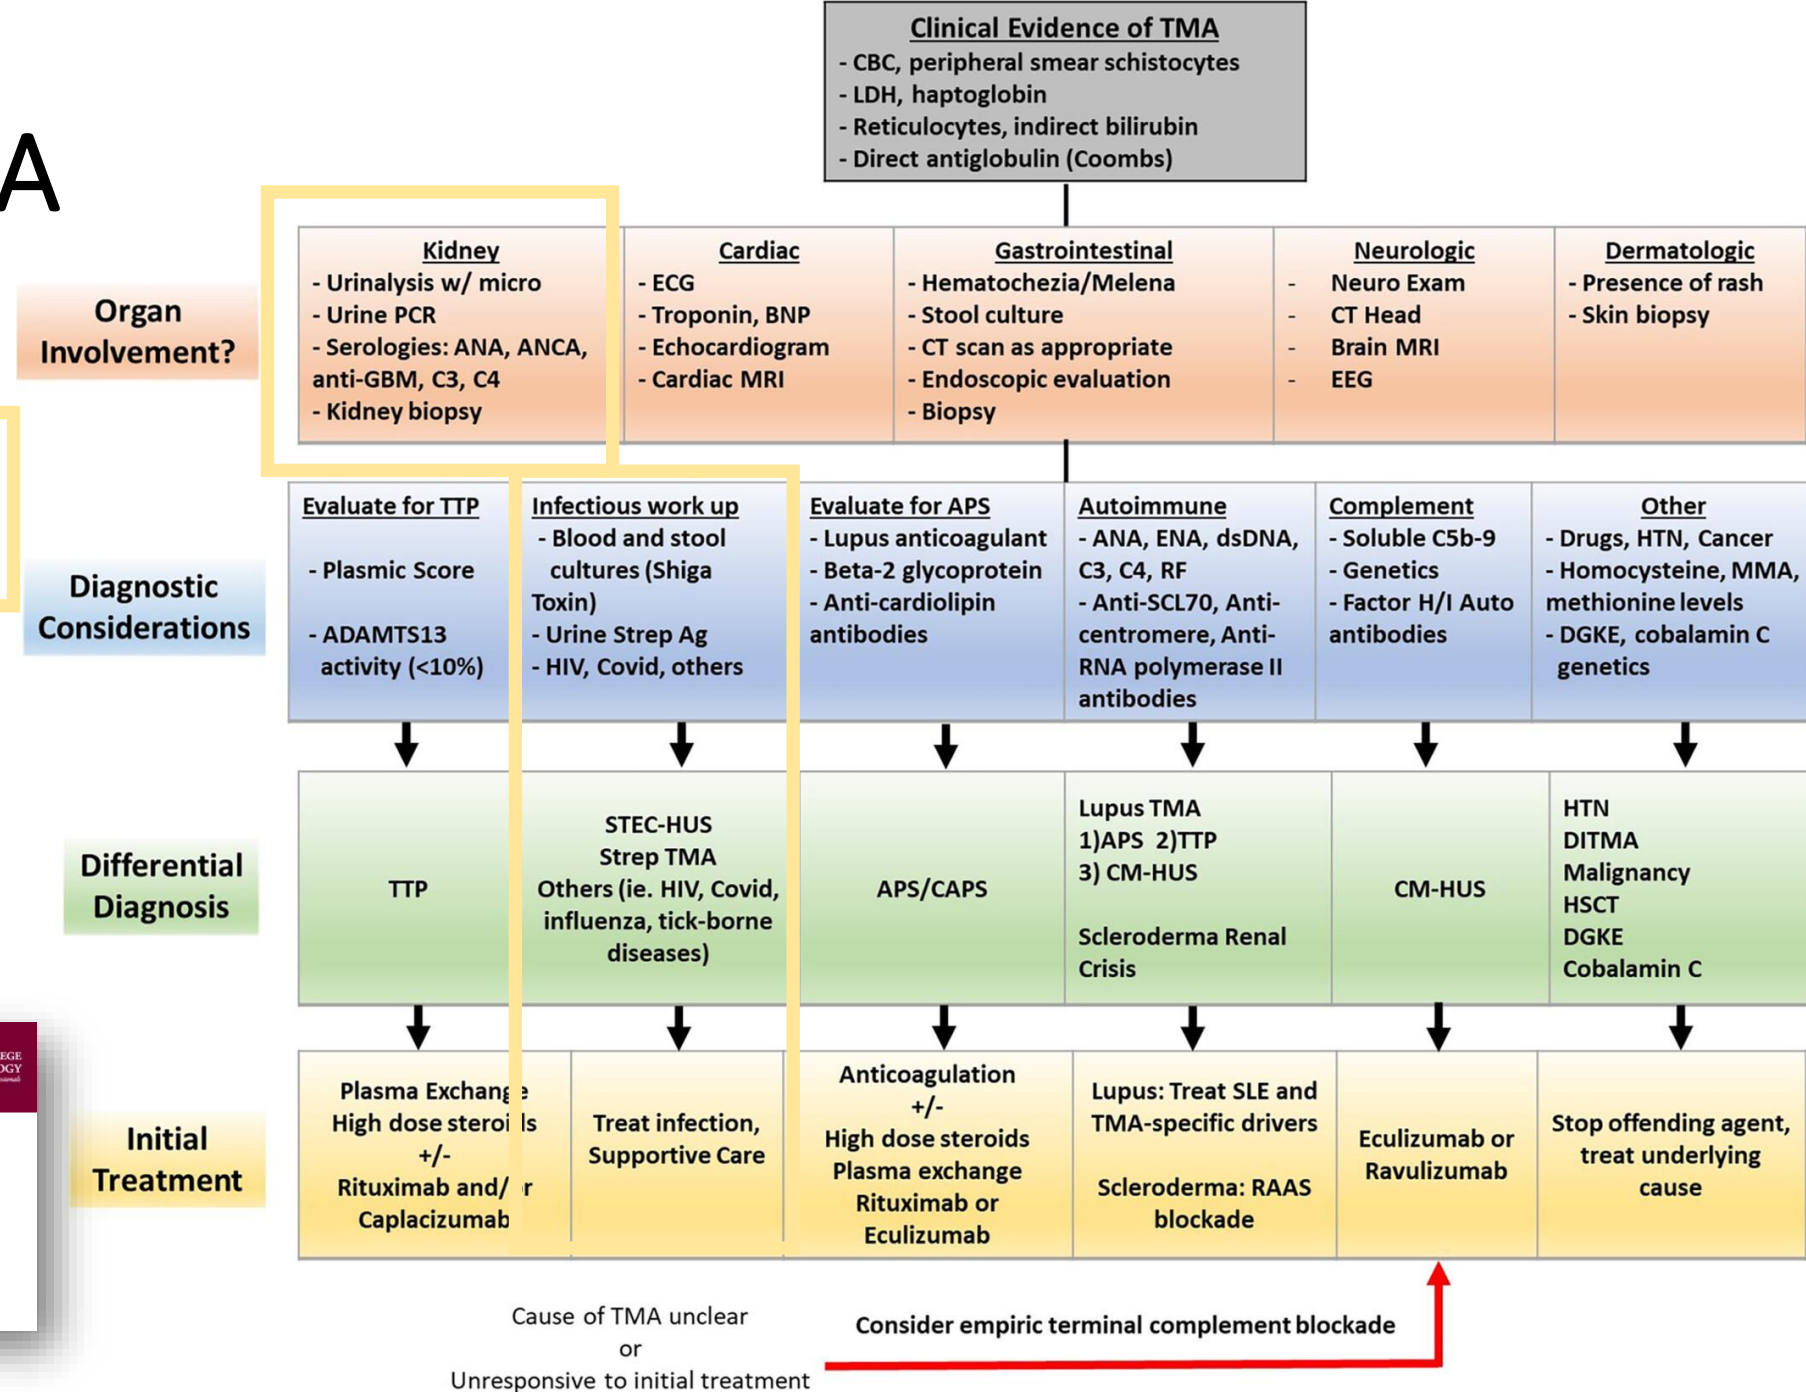 A
Clinical Evidence of TMA
- CBC, peripheral smear schistocytes
- LDH, haptoglobin
- Reticulocytes, indirect bilirubin
- Direct antiglobulin (Coombs)
Organ
Involvement?
Kidney
- Urinalysis w/ micro
- Urine PCR
- Serologies: ANA, ANCA,
anti-GBM, C3, C4
- Kidney biopsy
Cardiac
- ECG
- Troponin, BNP
- Echocardiogram
- Cardiac MRI
Gastrointestinal
- Hematochezia/Melena
- Stool culture
- CT scan as appropriate
- Endoscopic evaluation
- Biopsy
Neurologic
- Neuro Exam
- CT Head
- Brain MRI
- EEG
Dermatologic
- Presence of rash
- Skin biopsy
Diagnostic
Considerations
Evaluate for TTP
- Plasmic Score
- ADAMTS13
activity (<10%)
Infectious work up
- Blood and stool
cultures (Shiga
Toxin)
- Urine Strep Ag
- HIV, Covid, others
Evaluate for APS
- Lupus anticoagulant
- Beta-2 glycoprotein
- Anti-cardiolipin
antibodies
Autoimmune
- ANA, ENA, dsDNA,
C3, C4, RF
- Anti-SCL70, Anti-
centromere, Anti-
RNA polymerase II
antibodies
Complement
- Soluble C5b-9
- Genetics
- Factor H/I Auto
antibodies
Other
- Drugs, HTN, Cancer
- Homocysteine, MMA,
methionine levels
- DGKE, cobalamin C
genetics
Differential
Diagnosis
TTP
STEC-HUS
Strep TMA
Others (ie. HIV, Covid,
influenza, tick-borne
diseases)
APS/CAPS
Lupus TMA
1)APS 2)TTP
3) CM-HUS
Scleroderma Renal
Crisis
CM-HUS
HTN
DITMA
Malignancy
HSCT
DGKE
Cobalamin C
Initial
Treatment
Plasma Exchange
High dose steroids
+/-
Rituximab and/or
Caplacizumab
Treat infection,
Supportive Care
Anticoagulation
+/-
High dose steroids
Plasma exchange
Rituximab or
Eculizumab
Lupus: Treat SLE and
TMA-specific drivers
Scleroderma: RAAS
blockade
Eculizumab or
Ravulizumab
Stop offending agent,
treat underlying
cause
Cause of TMA unclear
or
Unresponsive to initial treatment
Consider empiric terminal complement blockade